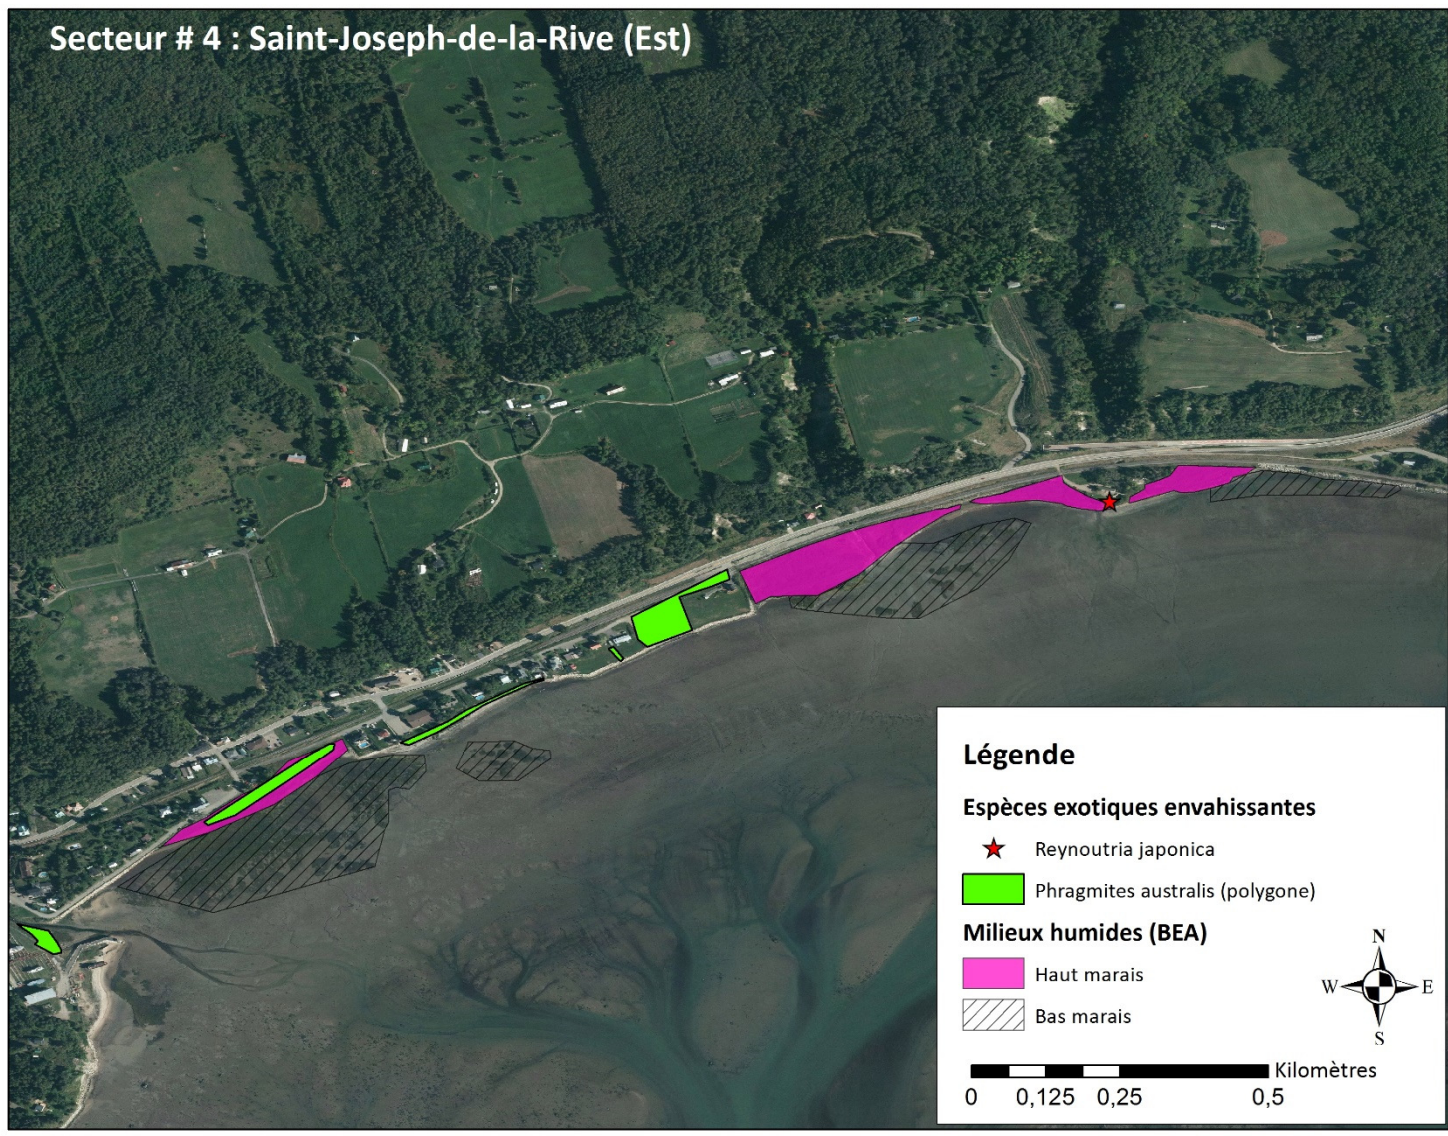 Secteur # 4 : Saint-Joseph-de-la-Rive (Est)
Légende
Espèces exotiques envahissantes
Reynoutria japonica
Phragmites australis (polygone)
Milieux humides (BEA)
Haut marais
Bas marais
N
W E
S
Kilomètres
0 0,125 0,25 0,5